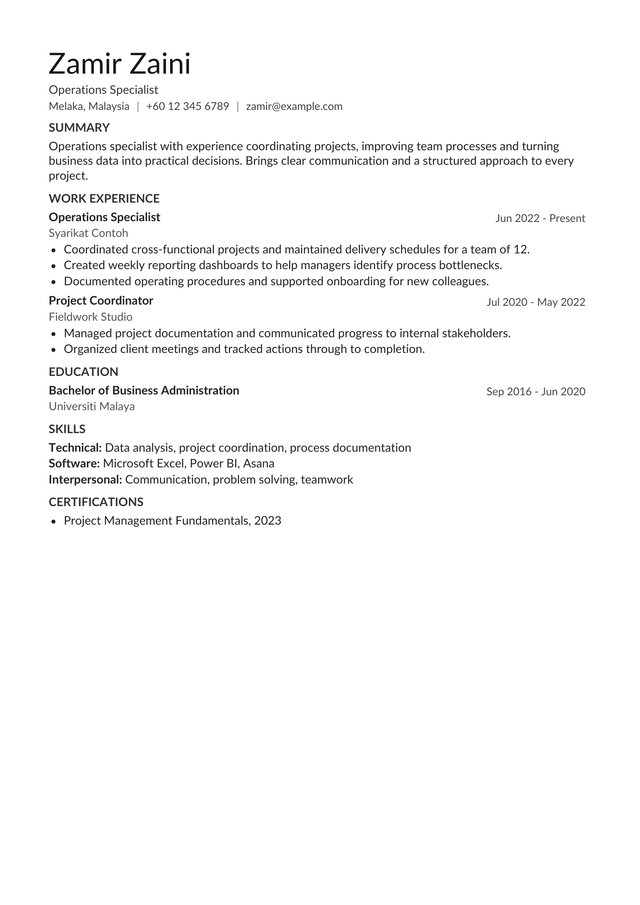 Zamir Zaini
Operations Specialist
Melaka, Malaysia | +60 12 345 6789 | zamir@example.com
SUMMARY
Operations specialist with experience coordinating projects, improving team processes and turning
business data into practical decisions. Brings clear communication and a structured approach to every
project.
WORK EXPERIENCE
Operations Specialist Jun 2022 - Present
Syarikat Contoh
• Coordinated cross-functional projects and maintained delivery schedules for a team of 12.
• Created weekly reporting dashboards to help managers identify process bottlenecks.
• Documented operating procedures and supported onboarding for new colleagues.
Project Coordinator Jul 2020 - May 2022
Fieldwork Studio
• Managed project documentation and communicated progress to internal stakeholders.
• Organized client meetings and tracked actions through to completion.
EDUCATION
Bachelor of Business Administration Sep 2016 - Jun 2020
Universiti Malaya
SKILLS
Technical: Data analysis, project coordination, process documentation
Software: Microsoft Excel, Power BI, Asana
Interpersonal: Communication, problem solving, teamwork
CERTIFICATIONS
• Project Management Fundamentals, 2023